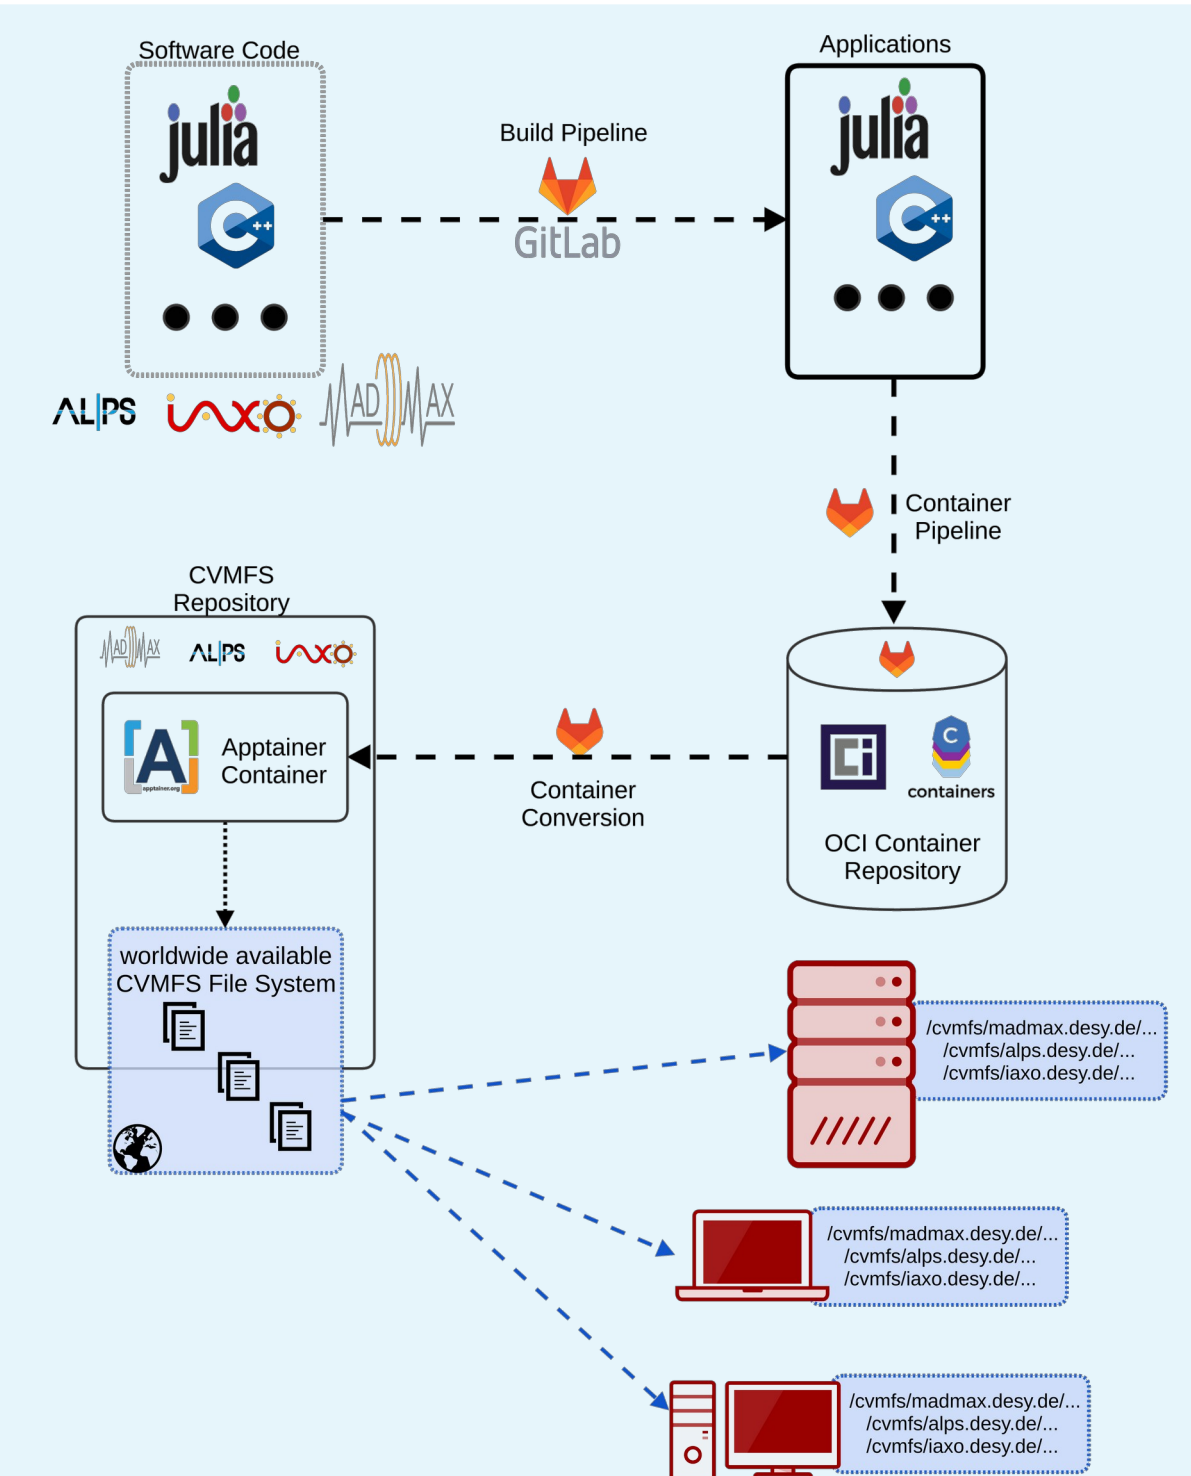 Software Code
Applications
julia
C++
julia
C++
Build Pipeline
GitLab
ALPS
iaxo
MADMAX
Container
Pipeline
CVMFS
Repository
MADMAX
ALPS
iaxo
[A]
apptainer.org
Apptainer
Container
Container
Conversion
Ci
C
containers
OCI Container
Repository
worldwide available
CVMFS File System
/cvmfs/madmax.desy.de/...
/cvmfs/alps.desy.de/...
/cvmfs/iaxo.desy.de/...
/cvmfs/madmax.desy.de/...
/cvmfs/alps.desy.de/...
/cvmfs/iaxo.desy.de/...
/cvmfs/madmax.desy.de/...
/cvmfs/alps.desy.de/...
/cvmfs/iaxo.desy.de/...